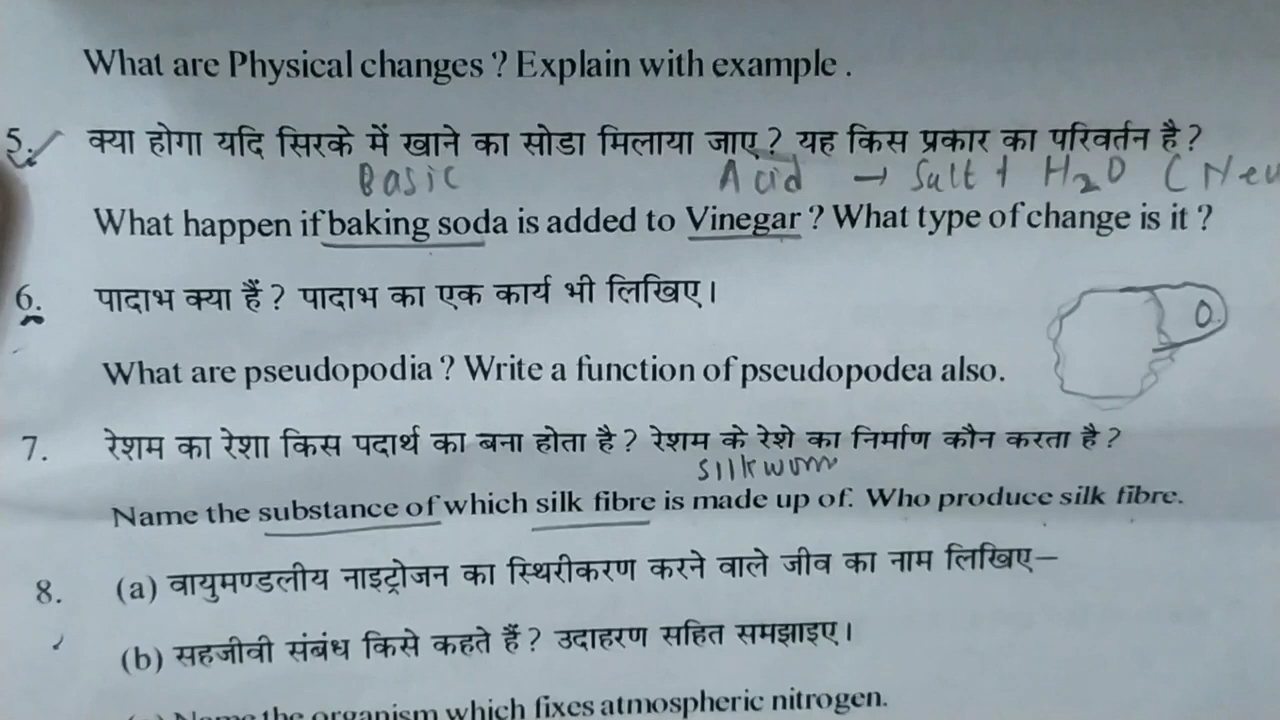 What are Physical changes ? Explain with example .
5. क्या होगा यदि सिरके में खाने का सोडा मिलाया जाए ? यह किस प्रकार का परिवर्तन है ?
Basic Acid → Salt + H2O ( Neu
What happen if baking soda is added to Vinegar ? What type of change is it ?
6. पादाभ क्या हैं ? पादाभ का एक कार्य भी लिखिए।
What are pseudopodia ? Write a function of pseudopodea also.
7. रेशम का रेशा किस पदार्थ का बना होता है ? रेशम के रेशे का निर्माण कौन करता है ?
Name the substance of which silk fibre is made up of. Who produce silk fibre.
8. (a) वायुमण्डलीय नाइट्रोजन का स्थिरीकरण करने वाले जीव का नाम लिखिए–
(b) सहजीवी संबंध किसे कहते हैं ? उदाहरण सहित समझाइए।
Name the organism which fixes atmospheric nitrogen.